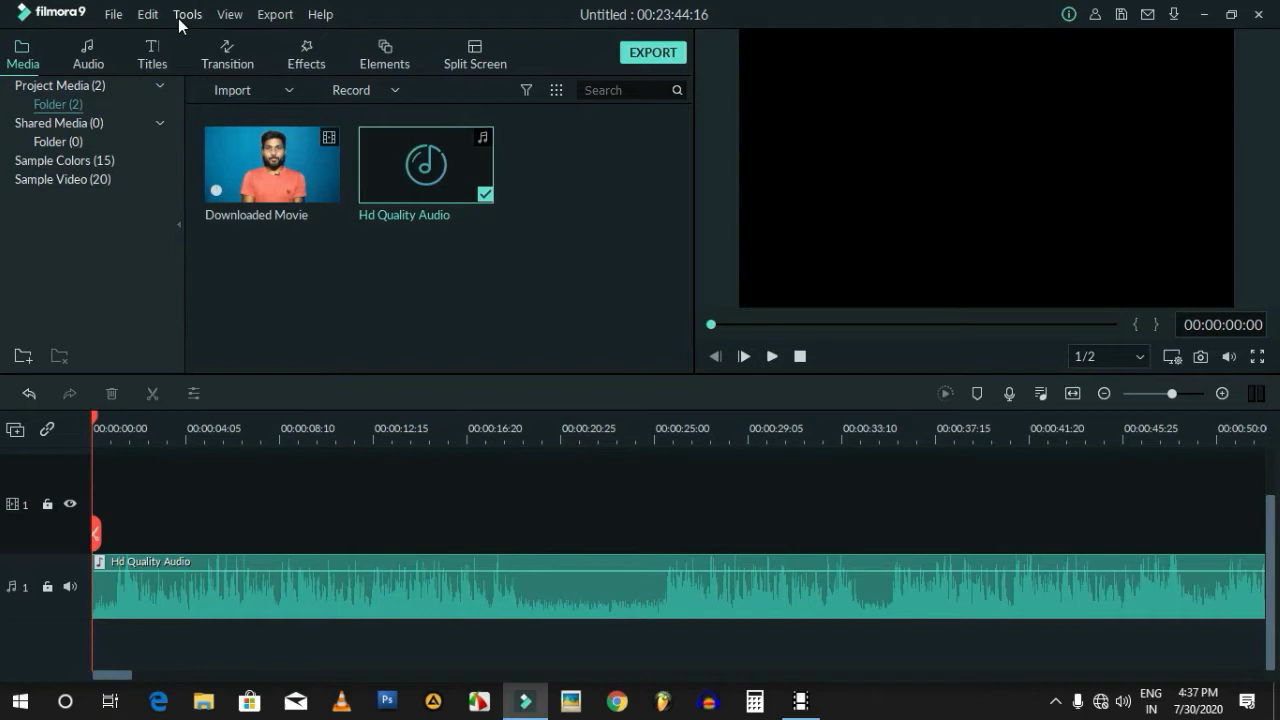 filmora9 File Edit Tools View Export Help Untitled : 00:23:44:16
Media Audio Titles Transition Effects Elements Split Screen EXPORT
Project Media (2)
Folder (2)
Shared Media (0)
Folder (0)
Sample Colors (15)
Sample Video (20)
Import Record Search
Downloaded Movie Hd Quality Audio
00:00:00:00
1/2
00:00:00:00 00:00:04:05 00:00:08:10 00:00:12:15 00:00:16:20 00:00:20:25 00:00:25:00 00:00:29:05 00:00:33:10 00:00:37:15 00:00:41:20 00:00:45:25 00:00:50:0
1
Hd Quality Audio
1
Ps
ENG
IN
4:37 PM
7/30/2020